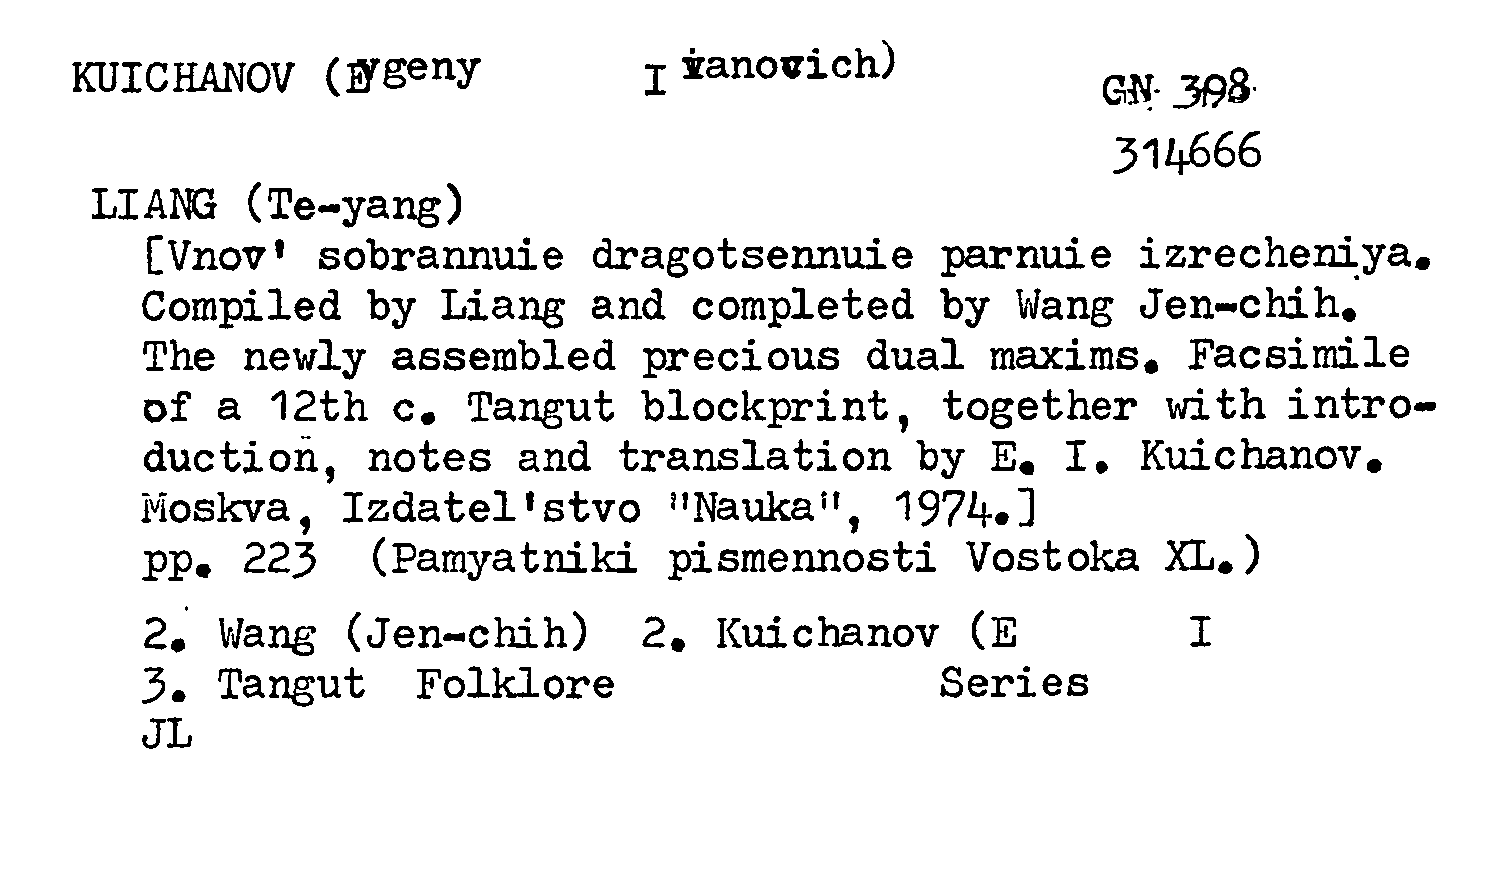 KUICHANOV (Evgeny Ivanovich)
GN 398
314666
LIANG (Te-yang)
[Vnov' sobrannuie dragotsennuie parnuie izrecheniya.
Compiled by Liang and completed by Wang Jen-chih.
The newly assembled precious dual maxims. Facsimile
of a 12th c. Tangut blockprint, together with intro-
duction, notes and translation by E. I. Kuichanov.
Moskva, Izdatel'stvo "Nauka", 1974.]
pp. 223 (Pamyatniki pismennosti Vostoka XL.)
2. Wang (Jen-chih) 2. Kuichanov (E I
3. Tangut Folklore Series
JL